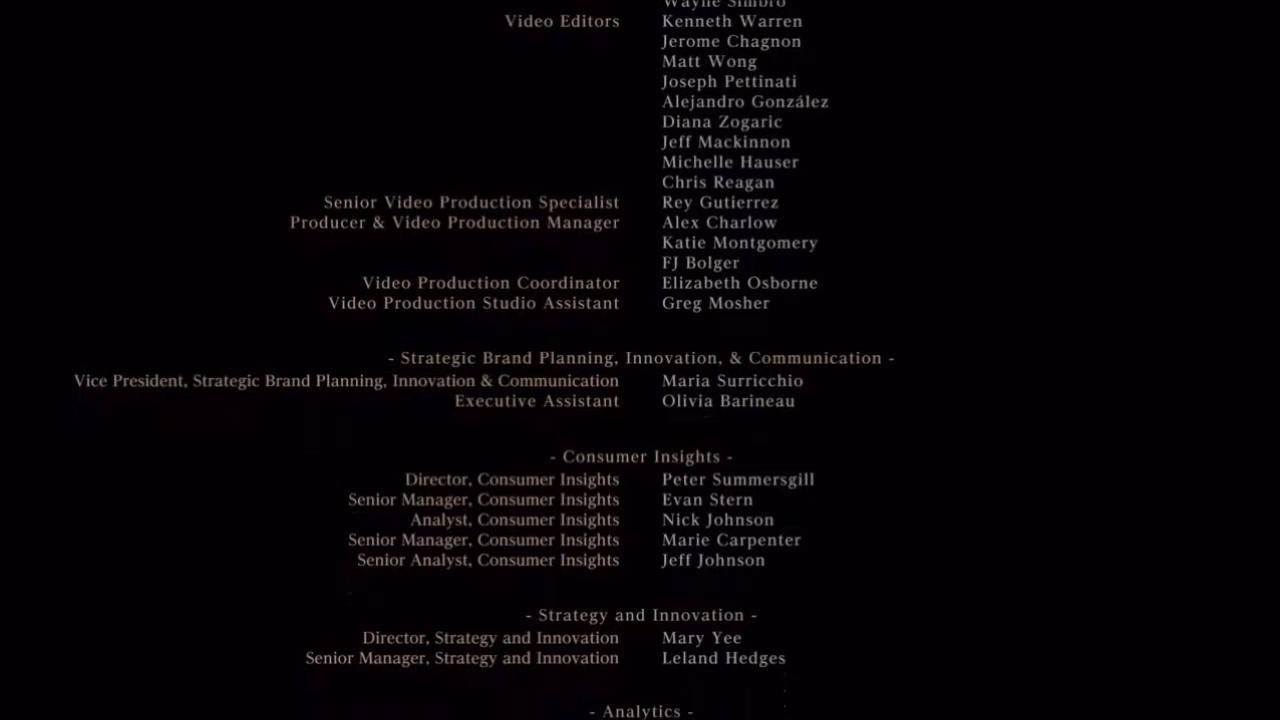 Wayne Simbro
Video Editors Kenneth Warren
Jerome Chagnon
Matt Wong
Joseph Pettinati
Alejandro González
Diana Zogaric
Jeff Mackinnon
Michelle Hauser
Chris Reagan
Senior Video Production Specialist Rey Gutierrez
Producer & Video Production Manager Alex Charlow
Katie Montgomery
FJ Bolger
Video Production Coordinator Elizabeth Osborne
Video Production Studio Assistant Greg Mosher
- Strategic Brand Planning, Innovation, & Communication -
Vice President, Strategic Brand Planning, Innovation & Communication Maria Surricchio
Executive Assistant Olivia Barineau
- Consumer Insights -
Director, Consumer Insights Peter Summersgill
Senior Manager, Consumer Insights Evan Stern
Analyst, Consumer Insights Nick Johnson
Senior Manager, Consumer Insights Marie Carpenter
Senior Analyst, Consumer Insights Jeff Johnson
- Strategy and Innovation -
Director, Strategy and Innovation Mary Yee
Senior Manager, Strategy and Innovation Leland Hedges
- Analytics -